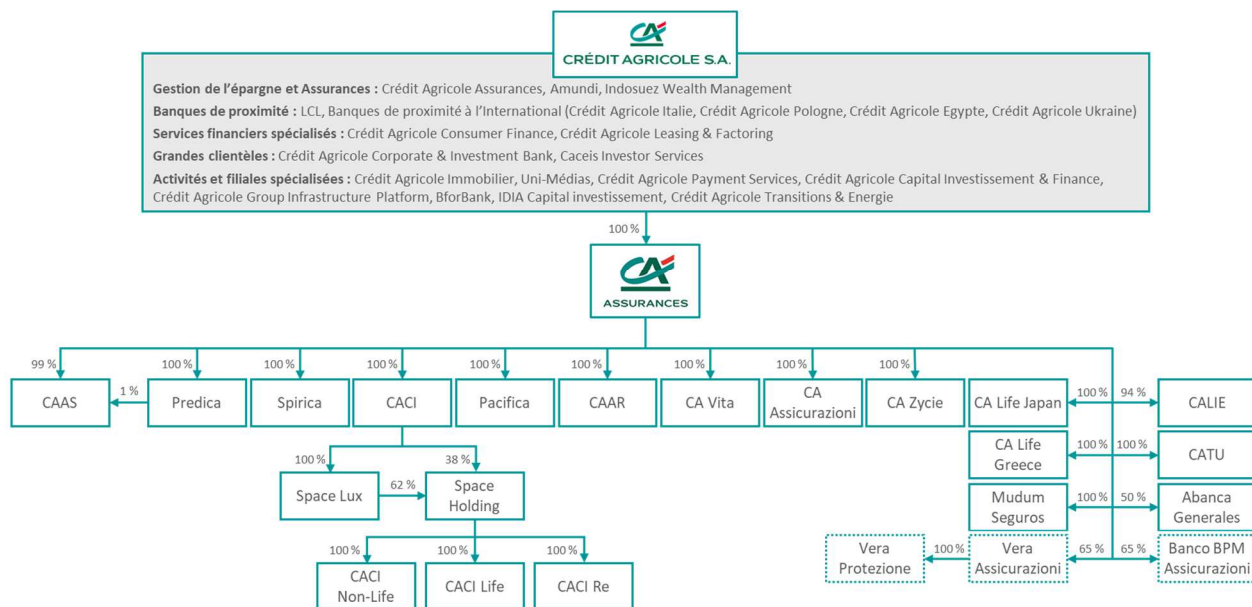 CRÉDIT AGRICOLE S.A.
Gestion de l'épargne et Assurances : Crédit Agricole Assurances, Amundi, Indosuez Wealth Management
Banques de proximité : LCL, Banques de proximité à l'International (Crédit Agricole Italie, Crédit Agricole Pologne, Crédit Agricole Egypte, Crédit Agricole Ukraine)
Services financiers spécialisés : Crédit Agricole Consumer Finance, Crédit Agricole Leasing & Factoring
Grandes clientèles : Crédit Agricole Corporate & Investment Bank, Caceis Investor Services
Activités et filiales spécialisées : Crédit Agricole Immobilier, Uni-Médias, Crédit Agricole Payment Services, Crédit Agricole Capital Investissement & Finance,
Crédit Agricole Group Infrastructure Platform, BforBank, IDIA Capital investissement, Crédit Agricole Transitions & Energie
100 %
ASSURANCES
99 % 100 % 100 % 100 % 100 % 100 % 100 % 100 % 100 %
CAAS 1 % Predica Spirica CACI Pacifica CAAR CA Vita CA Assicurazioni CA Zycie CA Life Japan 100 % 94 % CALIE
CA Life
Greece
100 % 100 % CATU
100 % 38 %
Space Lux 62 % Space
Holding
Mudum
Seguros
100 % 50 % Abanca
Generales
100 % 100 % 100 %
CACI
Non-Life
CACI Life CACI Re
Vera
Protezione
100 % Vera
Assicurazioni
65 % 65 % Banco BPM
Assicurazioni